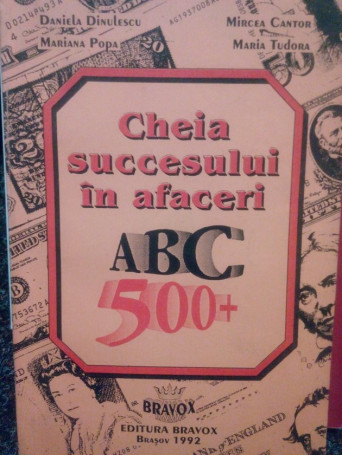 Daniela Dinulescu Mircea Cantor
Mariana Popa Maria Tudora
Cheia
succesului
în afaceri
ABC
500+
BRAVOX
EDITURA BRAVOX
Brașov 1992